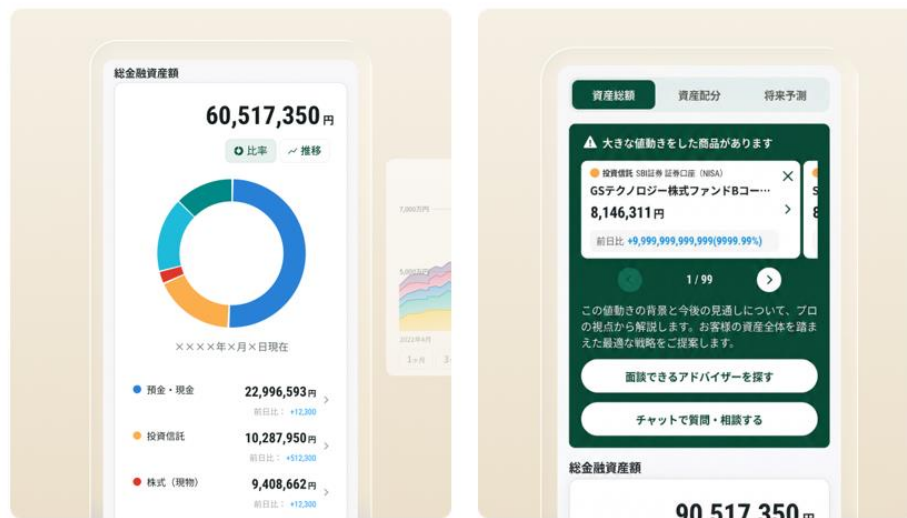 総金融資産額
60,517,350円
比率
推移
7,000万円
5,000万円
2022年6月
1ヶ月
××××年×月×日現在
預金・現金
22,996,593円
前日比： +12,300
投資信託
10,287,950円
前日比： +512,300
株式（現物）
9,408,662円
前日比： +12,300
資産総額 資産配分 将来予測
大きな値動きをした商品があります
投資信託 SBI証券 証券口座（NISA）
GSテクノロジー株式ファンドBコー…
8,146,311円
前日比 +9,999,999,999,999(9999.99%)
1 / 99
この値動きの背景と今後の見通しについて、プロ
の視点から解説します。お客様の資産全体を踏ま
えた最適な戦略をご提案します。
面談できるアドバイザーを探す
チャットで質問・相談する
総金融資産額
90,517,350円